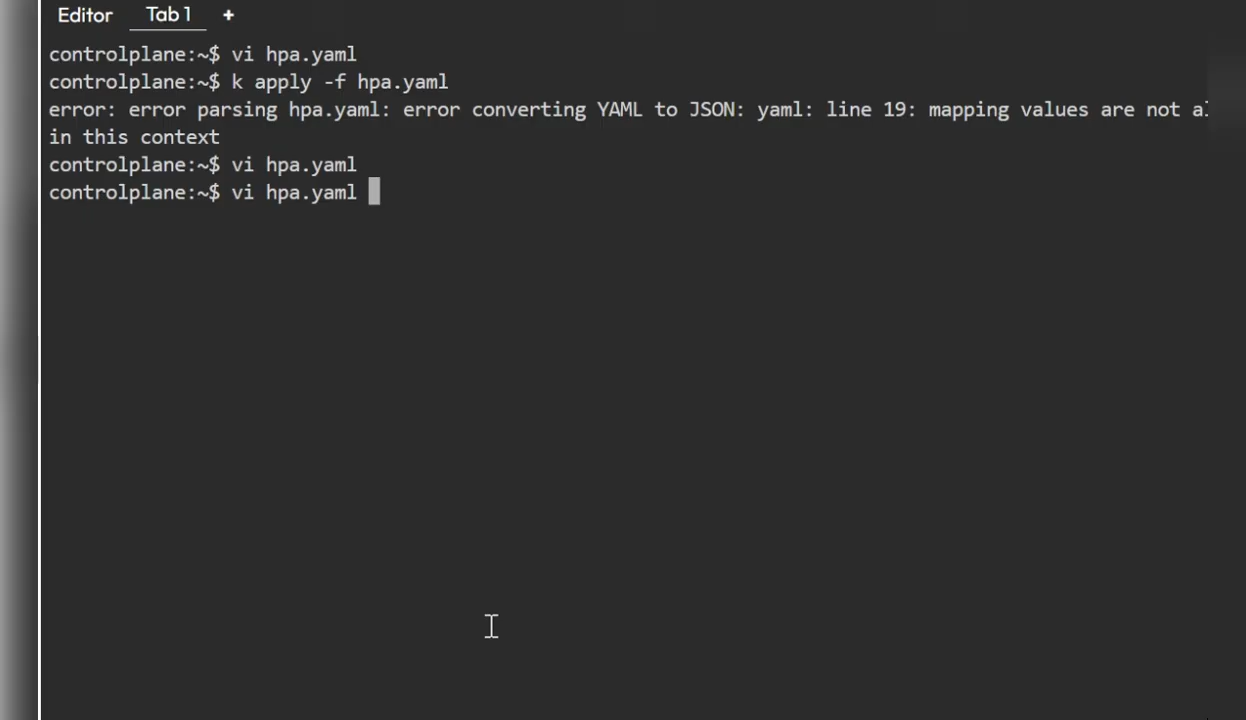 Editor Tab 1 +
controlplane:~$ vi hpa.yaml
controlplane:~$ k apply -f hpa.yaml
error: error parsing hpa.yaml: error converting YAML to JSON: yaml: line 19: mapping values are not
in this context
controlplane:~$ vi hpa.yaml
controlplane:~$ vi hpa.yaml